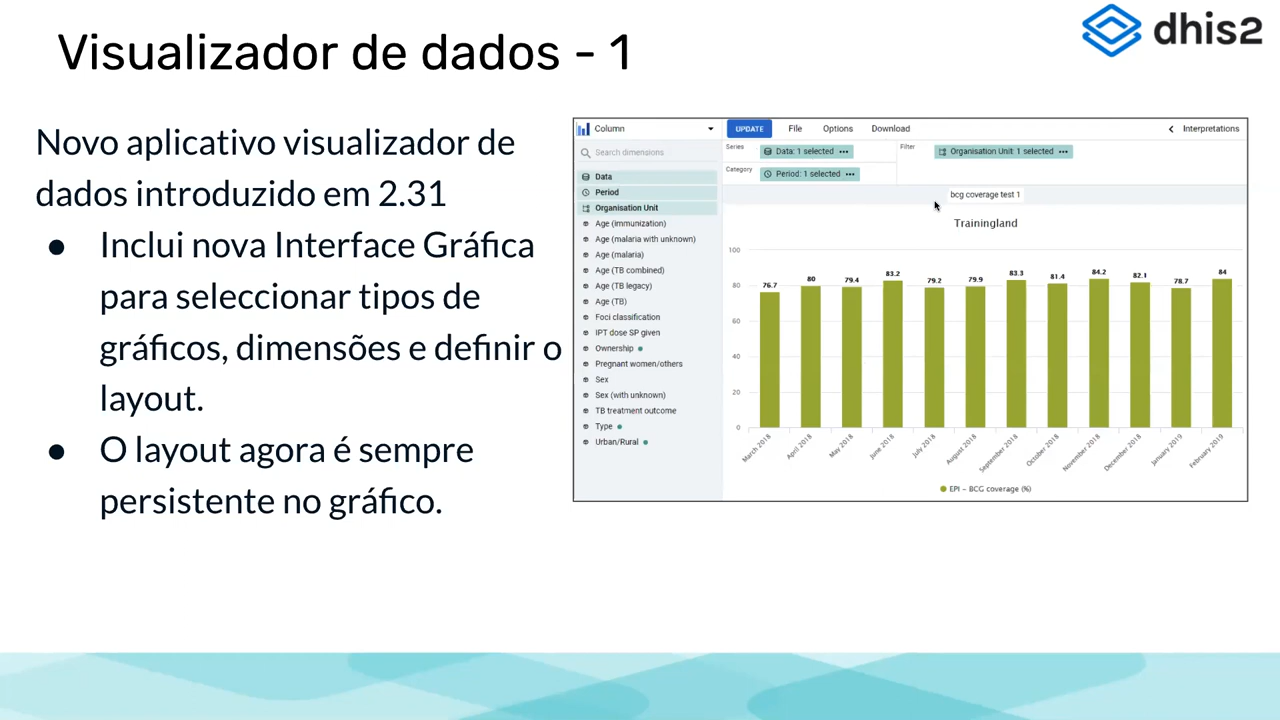 Visualizador de dados - 1
dhis2
Novo aplicativo visualizador de
dados introduzido em 2.31
● Inclui nova Interface Gráfica
para seleccionar tipos de
gráficos, dimensões e definir o
layout.
● O layout agora é sempre
persistente no gráfico.
Column
UPDATE File Options Download Interpretations
Search dimensions
Series Data: 1 selected ••• Filter Organisation Unit: 1 selected •••
Category Period: 1 selected •••
Data
Period
Organisation Unit
Age (immunization)
Age (malaria with unknown)
Age (malaria)
Age (TB combined)
Age (TB legacy)
Age (TB)
Foci classification
IPT dose SP given
Ownership
Pregnant women/others
Sex
Sex (with unknown)
TB treatment outcome
Type
Urban/Rural
bcg coverage test 1
Trainingland
100
80
60
40
20
0
76.7 80 79.4 83.2 79.2 79.9 83.3 81.4 84.2 82.1 78.7 84
March 2018 April 2018 May 2018 June 2018 July 2018 August 2018 September 2018 October 2018 November 2018 December 2018 January 2019 February 2019
EPI – BCG coverage (%)